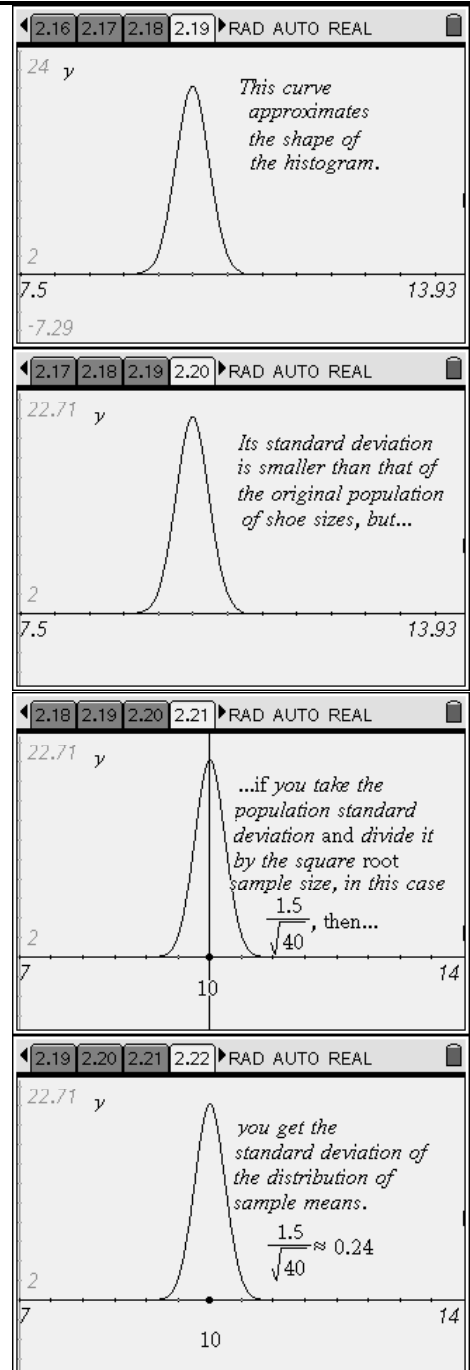 2.16 2.17 2.18 2.19 RAD AUTO REAL
24 y
This curve
approximates
the shape of
the histogram.
2
7.5 13.93
-7.29
2.17 2.18 2.19 2.20 RAD AUTO REAL
22.71 y
Its standard deviation
is smaller than that of
the original population
of shoe sizes, but...
2
7.5 13.93
2.18 2.19 2.20 2.21 RAD AUTO REAL
22.71 y
...if you take the
population standard
deviation and divide it
by the square root
sample size, in this case
1.5
√40 , then...
2
7 14
10
2.19 2.20 2.21 2.22 RAD AUTO REAL
22.71 y
you get the
standard deviation of
the distribution of
sample means.
1.5
√40 ≈ 0.24
2
7 14
10